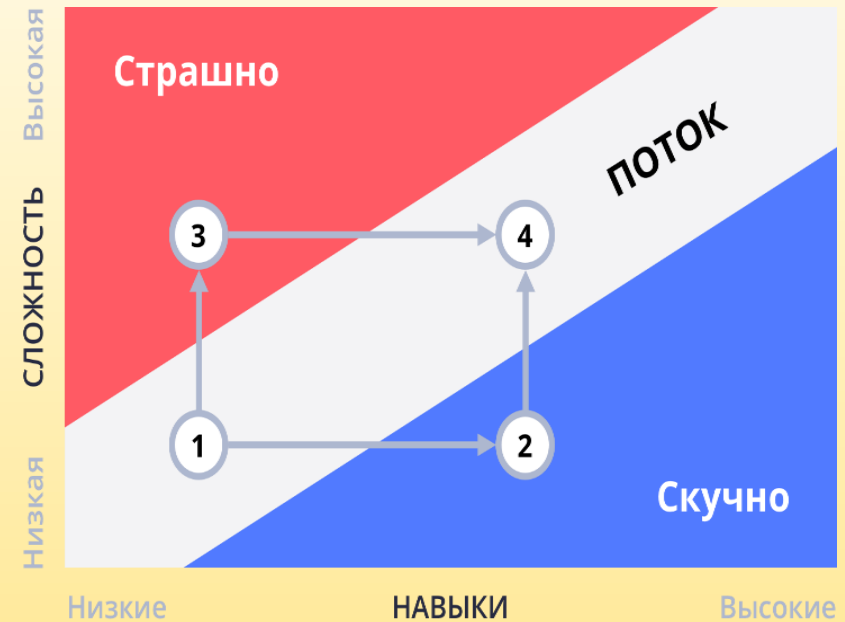 Высокая
СЛОЖНОСТЬ
Низкая
Страшно
ПОТОК
3
4
1
2
Скучно
Низкие
НАВЫКИ
Высокие